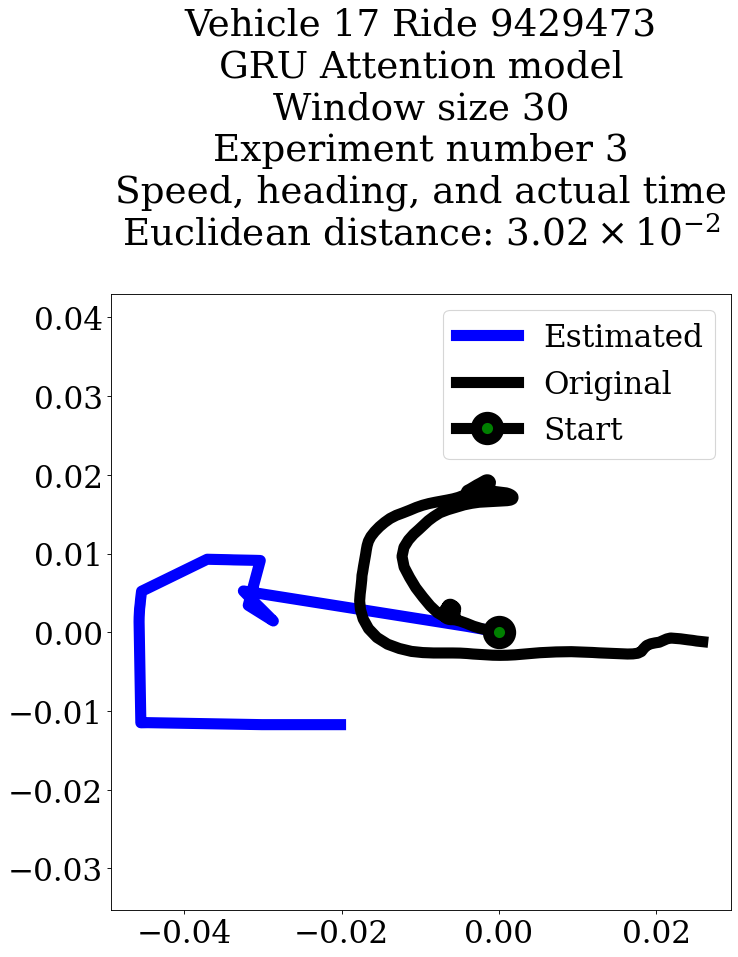 Vehicle 17 Ride 9429473
GRU Attention model
Window size 30
Experiment number 3
Speed, heading, and actual time
Euclidean distance: 3.02 × 10⁻²
Estimated
Original
Start
0.04
0.03
0.02
0.01
0.00
−0.01
−0.02
−0.03
−0.04
−0.02
0.00
0.02